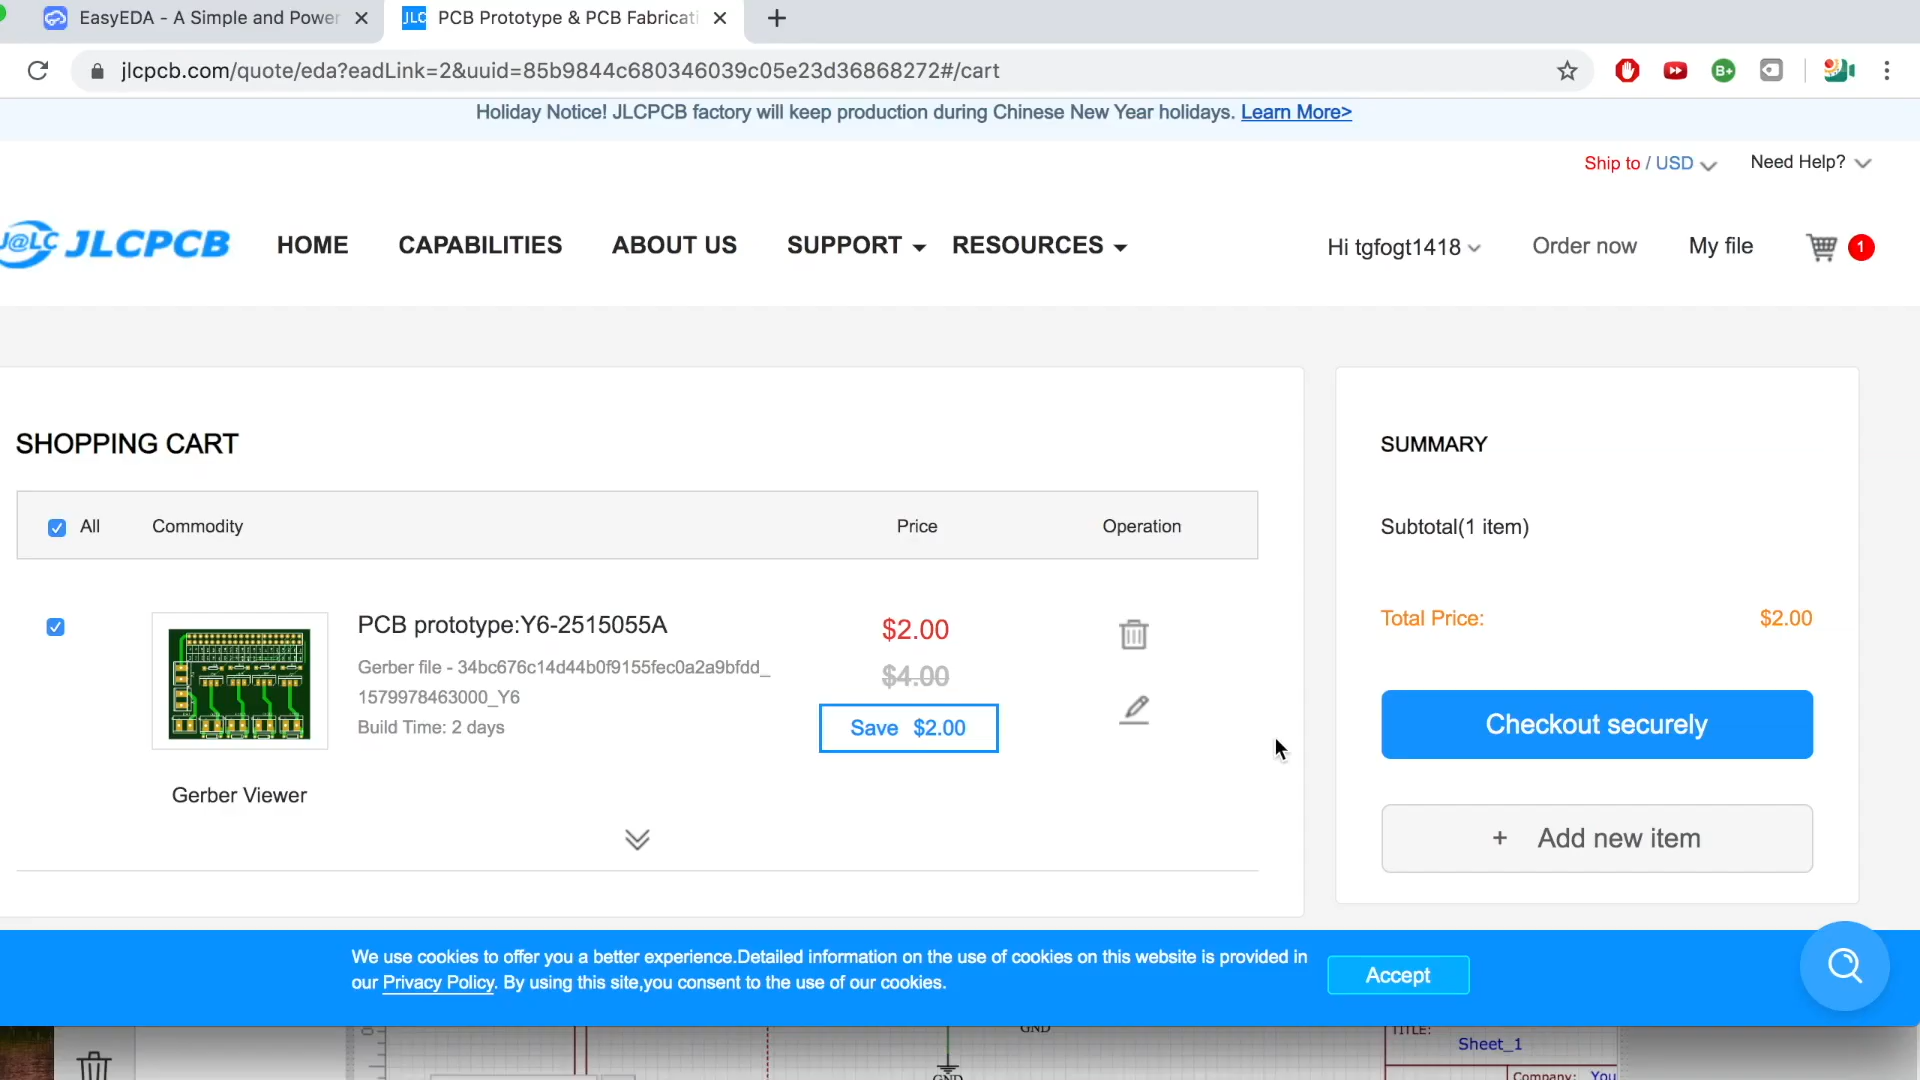 EasyEDA - A Simple and Power
JLC PCB Prototype & PCB Fabricati
jlcpcb.com/quote/eda?eadLink=2&uuid=85b9844c680346039c05e23d36868272#/cart
B+
Holiday Notice! JLCPCB factory will keep production during Chinese New Year holidays. Learn More>
Ship to / USD
Need Help?
J@LC JLCPCB
HOME
CAPABILITIES
ABOUT US
SUPPORT
RESOURCES
Hi tgfogt1418
Order now
My file
1
SHOPPING CART
SUMMARY
All
Commodity
Price
Operation
Subtotal(1 item)
PCB prototype:Y6-2515055A
Gerber file - 34bc676c14d44b0f9155fec0a2a9bfdd_
1579978463000_Y6
Build Time: 2 days
$2.00
$4.00
Save $2.00
Total Price: $2.00
Checkout securely
Gerber Viewer
+ Add new item
We use cookies to offer you a better experience.Detailed information on the use of cookies on this website is provided in
our Privacy Policy. By using this site,you consent to the use of our cookies.
Accept
GND
TITLE:
Sheet_1
GND
Company: You